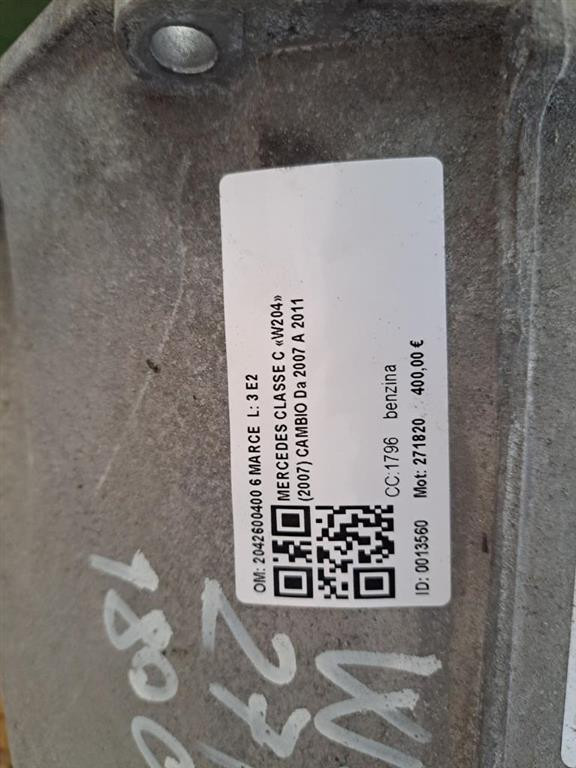 OM: 2042600400 6 MARCE L: 3 E2
MERCEDES CLASSE C «W204»
(2007) CAMBIO Da 2007 A 2011
CC:1796 benzina
ID: 0013560 Mot: 271820 400,00 €
180